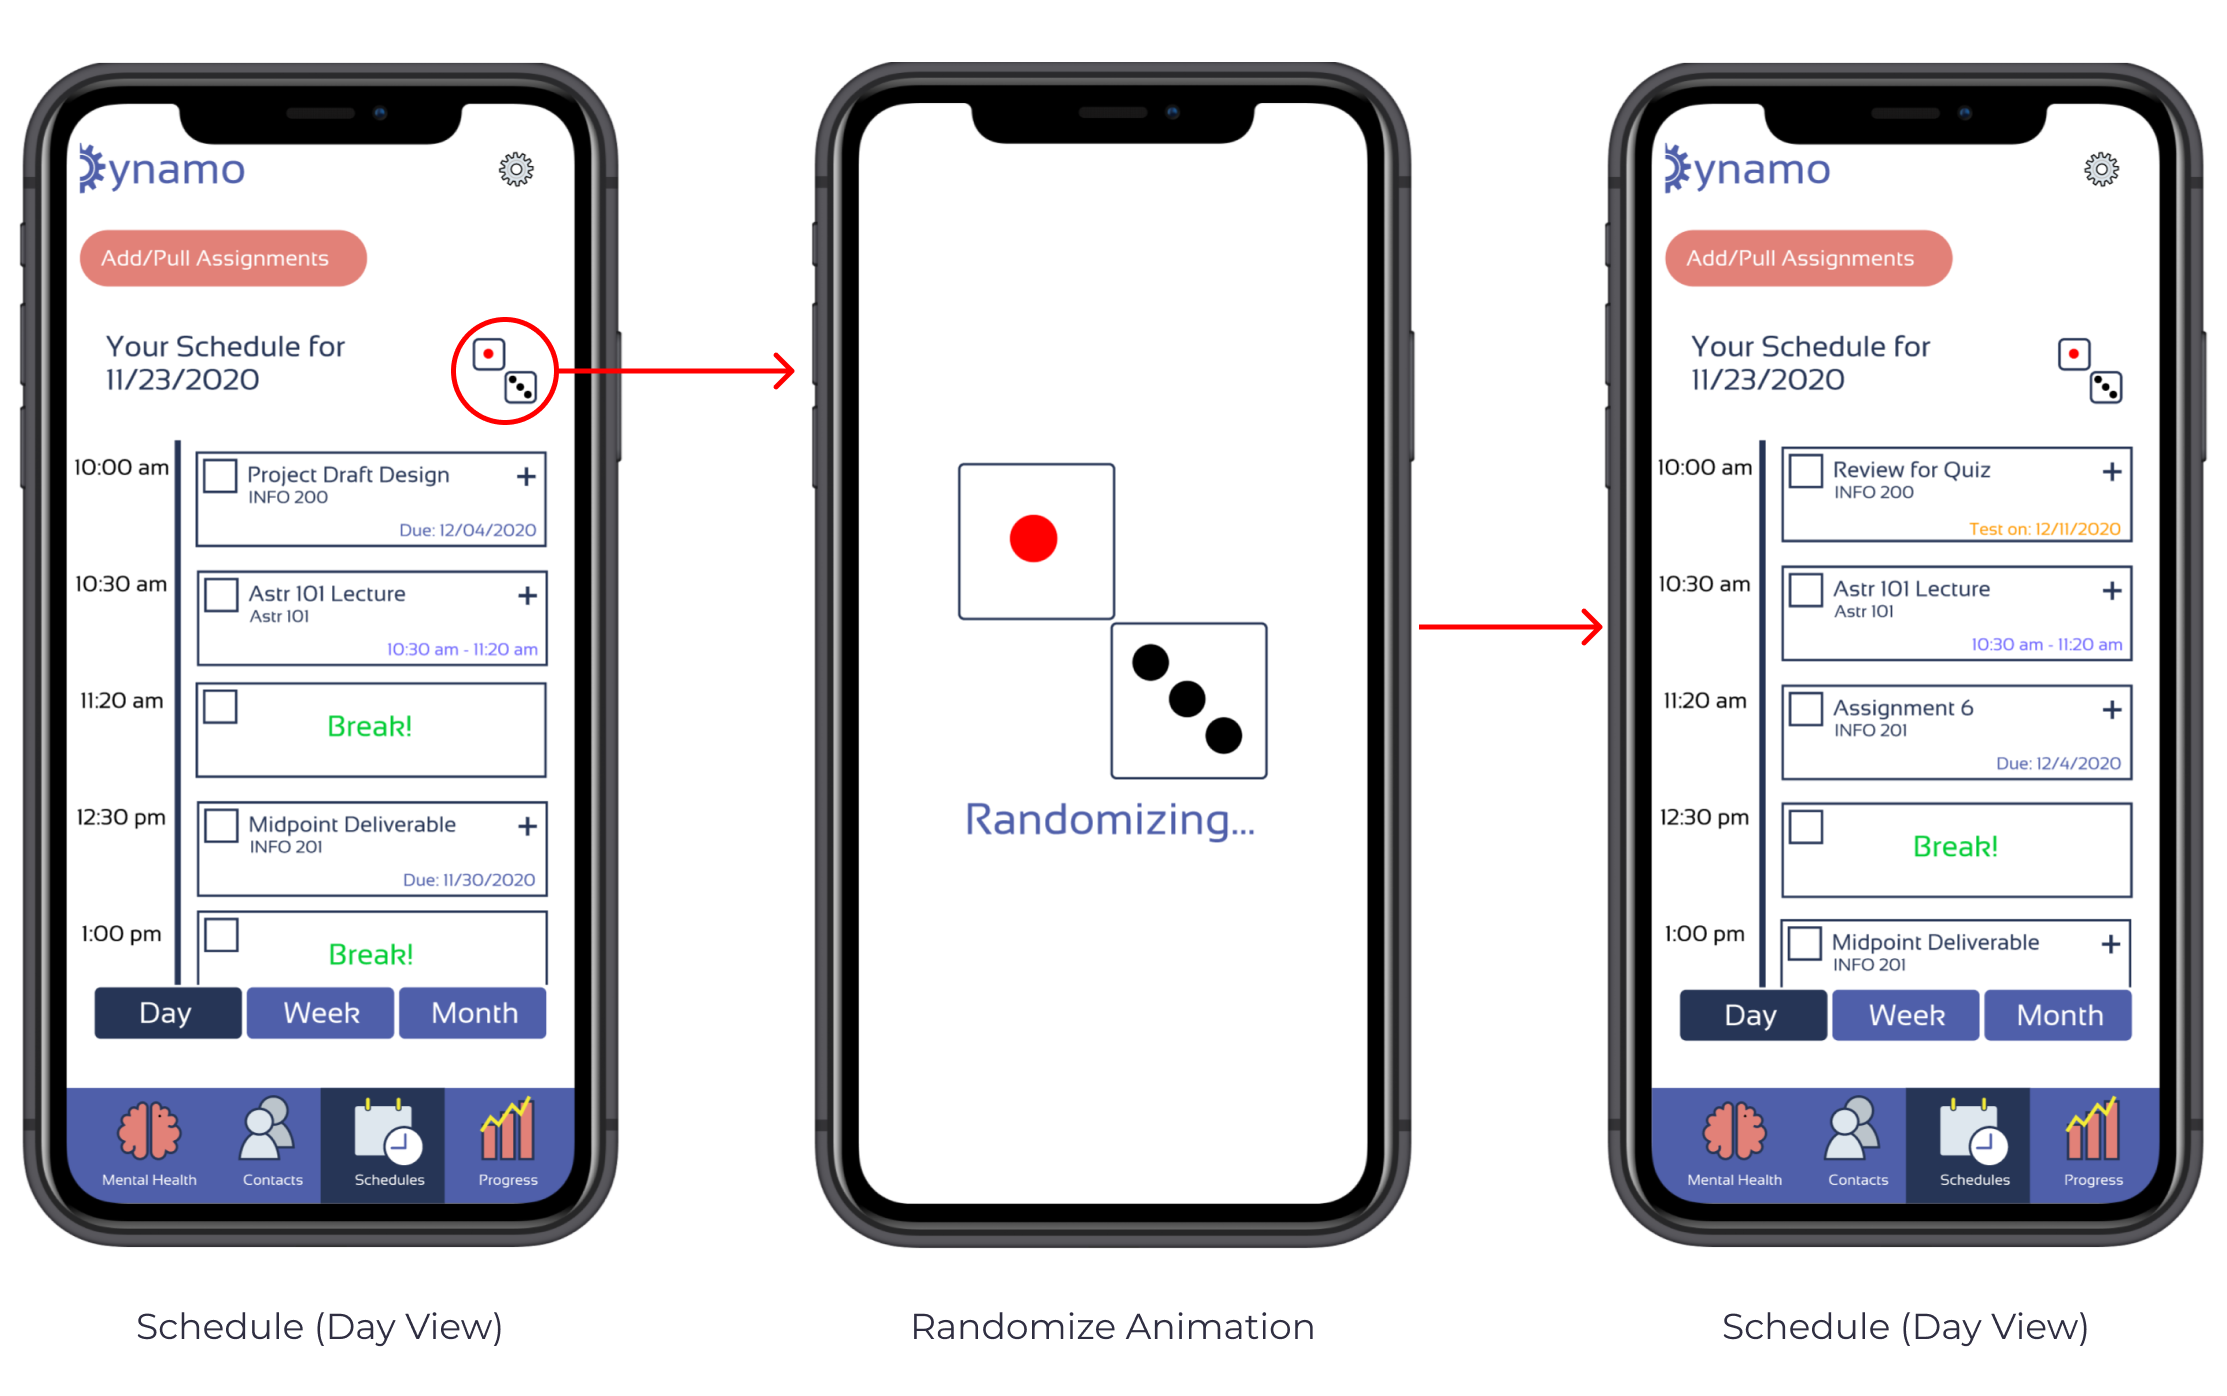 ynamo
Add/Pull Assignments
Your Schedule for
11/23/2020
10:00 am
Project Draft Design
+
INFO 200
Due: 12/04/2020
10:30 am
Astr 101 Lecture
+
Astr 101
10:30 am - 11:20 am
11:20 am
Break!
12:30 pm
Midpoint Deliverable
+
INFO 201
Due: 11/30/2020
1:00 pm
Break!
Day
Week
Month
Mental Health
Contacts
Schedules
Progress
Schedule (Day View)
Randomizing...
Randomize Animation
ynamo
Add/Pull Assignments
Your Schedule for
11/23/2020
10:00 am
Review for Quiz
+
INFO 200
Test on: 12/11/2020
10:30 am
Astr 101 Lecture
+
Astr 101
10:30 am - 11:20 am
11:20 am
Assignment 6
+
INFO 201
Due: 12/4/2020
12:30 pm
Break!
1:00 pm
Midpoint Deliverable
+
INFO 201
Day
Week
Month
Mental Health
Contacts
Schedules
Progress
Schedule (Day View)